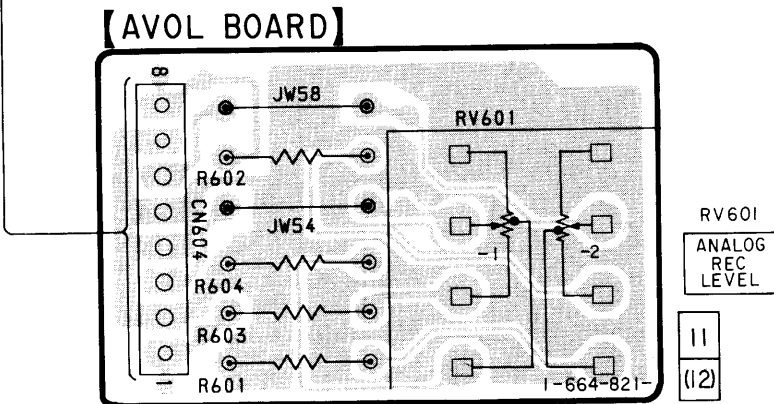 【AVOL BOARD】
8
JW58
RV601
R602
CN604
JW54
-1
-2
R604
R603
R601
1
1-664-821-
RV601
ANALOG
REC
LEVEL
11
(12)